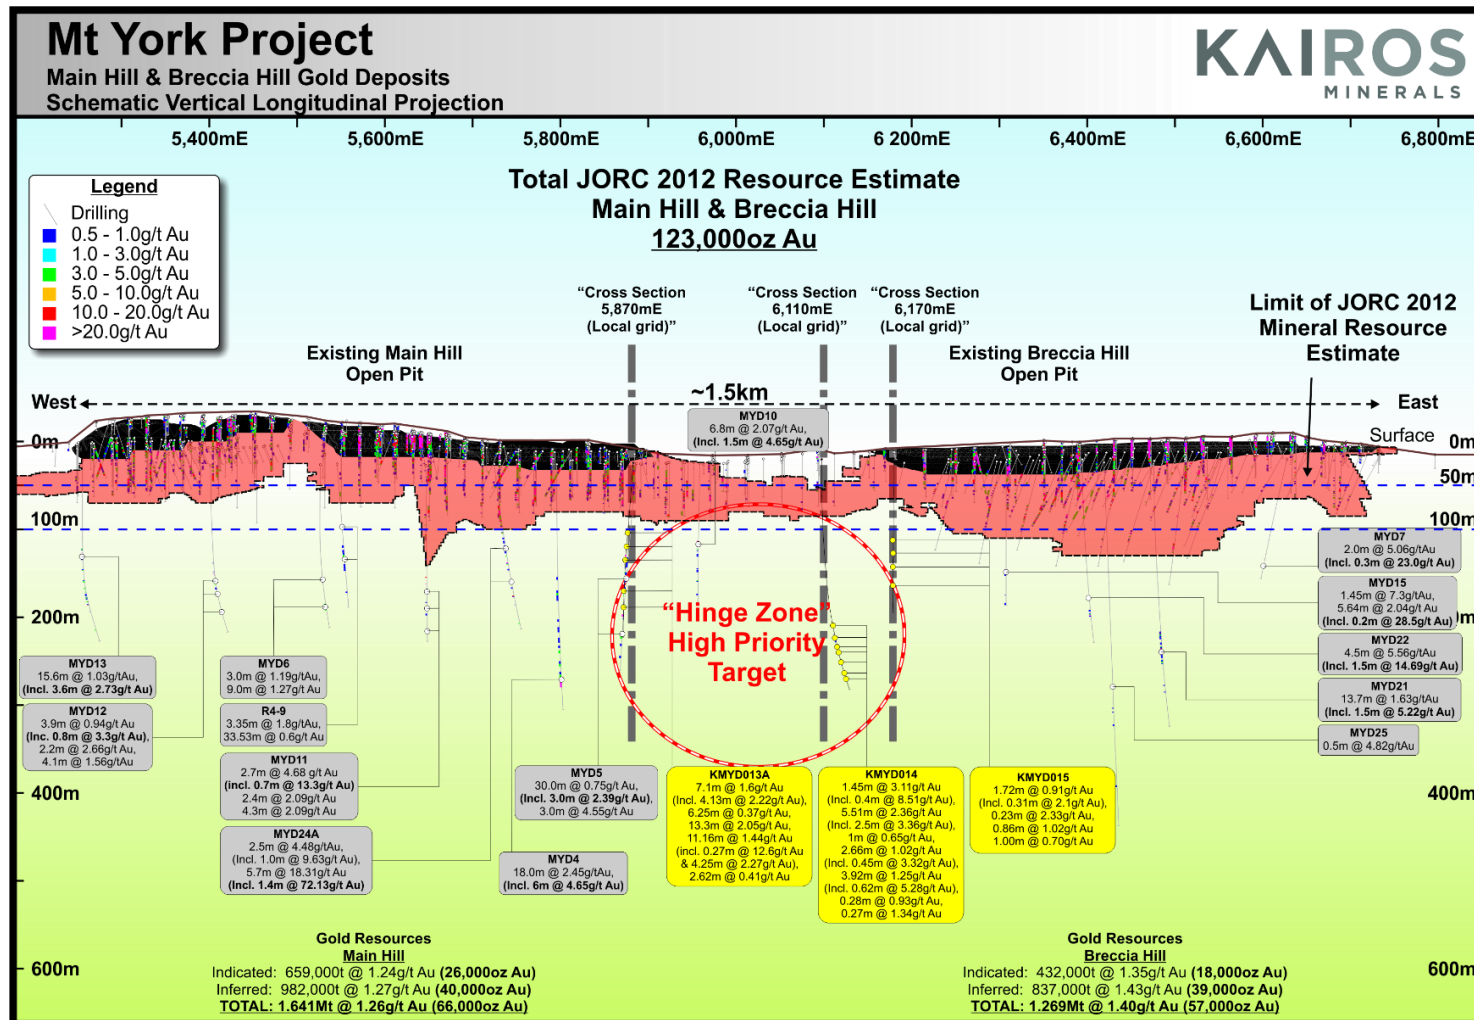 Mt York Project
Main Hill & Breccia Hill Gold Deposits
Schematic Vertical Longitudinal Projection
KAIROS
MINERALS
5,400mE
5,600mE
5,800mE
6,000mE
6 200mE
6,400mE
6,600mE
6,800mE
Legend
Drilling
0.5 - 1.0g/t Au
1.0 - 3.0g/t Au
3.0 - 5.0g/t Au
5.0 - 10.0g/t Au
10.0 - 20.0g/t Au
>20.0g/t Au
Total JORC 2012 Resource Estimate
Main Hill & Breccia Hill
123,000oz Au
“Cross Section
5,870mE
(Local grid)”
“Cross Section
6,110mE
(Local grid)”
“Cross Section
6,170mE
(Local grid)”
Limit of JORC 2012
Mineral Resource
Estimate
Existing Main Hill
Open Pit
Existing Breccia Hill
Open Pit
~1.5km
West
East
MYD10
6.8m @ 2.07g/t Au,
(Incl. 1.5m @ 4.65g/t Au)
Surface
0m
0m
50m
100m
100m
200m
0m
400m
400m
600m
600m
“Hinge Zone”
High Priority
Target
MYD7
2.0m @ 5.06g/tAu
(Incl. 0.3m @ 23.0g/t Au)
MYD15
1.45m @ 7.3g/tAu,
5.64m @ 2.04g/t Au
(Incl. 0.2m @ 28.5g/t Au)
MYD22
4.5m @ 5.56g/tAu
(Incl. 1.5m @ 14.69g/t Au)
MYD21
13.7m @ 1.63g/tAu
(Incl. 1.5m @ 5.22g/t Au)
MYD25
0.5m @ 4.82g/tAu
MYD13
15.6m @ 1.03g/tAu,
(Incl. 3.6m @ 2.73g/t Au)
MYD12
3.9m @ 0.94g/t Au
(Inc. 0.8m @ 3.3g/t Au),
2.2m @ 2.66g/tAu,
4.1m @ 1.56g/tAu
MYD6
3.0m @ 1.19g/tAu,
9.0m @ 1.27g/t Au
R4-9
3.35m @ 1.8g/tAu,
33.53m @ 0.6g/t Au
MYD11
2.7m @ 4.68 g/t Au
(incl. 0.7m @ 13.3g/t Au)
2.4m @ 2.09g/t Au
4.3m @ 2.09g/t Au
MYD24A
2.5m @ 4.48g/tAu,
(Incl. 1.0m @ 9.63g/t Au),
5.7m @ 18.31g/t Au
(Incl. 1.4m @ 72.13g/t Au)
MYD5
30.0m @ 0.75g/tAu,
(Incl. 3.0m @ 2.39g/t Au),
3.0m @ 4.55g/t Au
MYD4
18.0m @ 2.45g/tAu,
(Incl. 6m @ 4.65g/t Au)
KMYD013A
7.1m @ 1.6g/t Au
(Incl. 4.13m @ 2.22g/t Au),
6.25m @ 0.37g/t Au,
13.3m @ 2.05g/t Au,
11.16m @ 1.44g/t Au
(incl. 0.27m @ 12.6g/t Au
& 4.25m @ 2.27g/t Au),
2.62m @ 0.41g/t Au
KMYD014
1.45m @ 3.11g/t Au
(Incl. 0.4m @ 8.51g/t Au),
5.51m @ 2.36g/t Au
(Incl. 2.5m @ 3.36g/t Au),
1m @ 0.65g/t Au,
2.66m @ 1.02g/t Au
(Incl. 0.45m @ 3.32g/t Au),
3.92m @ 1.25g/t Au
(Incl. 0.62m @ 5.28g/t Au),
0.28m @ 0.93g/t Au
0.27m @ 1.34g/t Au
KMYD015
1.72m @ 0.91g/t Au
(Incl. 0.31m @ 2.1g/t Au),
0.23m @ 2.33g/t Au,
0.86m @ 1.02g/t Au
1.00m @ 0.70g/t Au
Gold Resources
Main Hill
Indicated: 659,000t @ 1.24g/t Au (26,000oz Au)
Inferred: 982,000t @ 1.27g/t Au (40,000oz Au)
TOTAL: 1.641Mt @ 1.26g/t Au (66,000oz Au)
Gold Resources
Breccia Hill
Indicated: 432,000t @ 1.35g/t Au (18,000oz Au)
Inferred: 837,000t @ 1.43g/t Au (39,000oz Au)
TOTAL: 1.269Mt @ 1.40g/t Au (57,000oz Au)